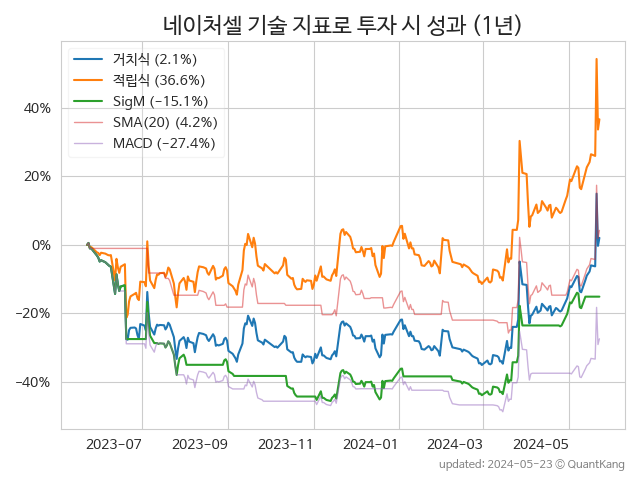 네이처셀 기술 지표로 투자 시 성과 (1년)
거치식 (2.1%)
적립식 (36.6%)
SigM (−15.1%)
SMA(20) (4.2%)
MACD (−27.4%)
40%
20%
0%
−20%
−40%
2023-07
2023-09
2023-11
2024-01
2024-03
2024-05
updated: 2024-05-23 ⓒ QuantKang